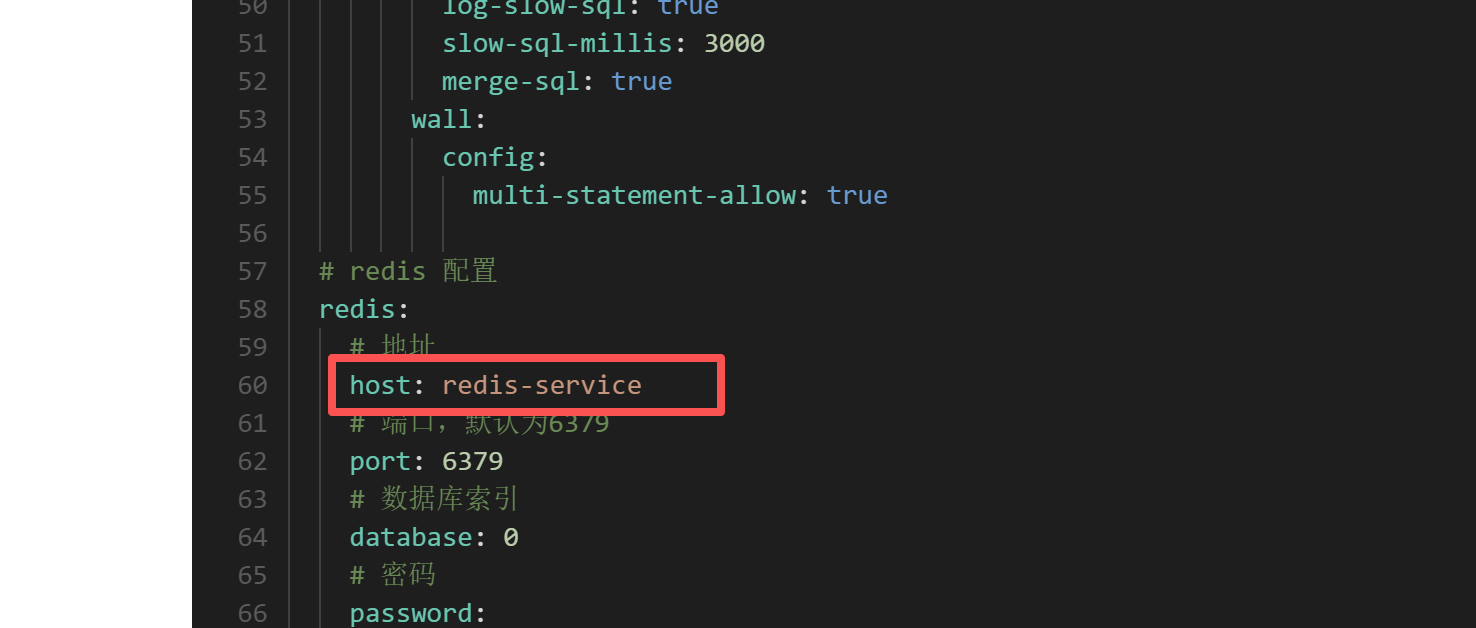 50 log-slow-sql: true
51 slow-sql-millis: 3000
52 merge-sql: true
53 wall:
54 config:
55 multi-statement-allow: true
56
57 # redis 配置
58 redis:
59 # 地址
60 host: redis-service
61 # 端口，默认为6379
62 port: 6379
63 # 数据库索引
64 database: 0
65 # 密码
66 password: